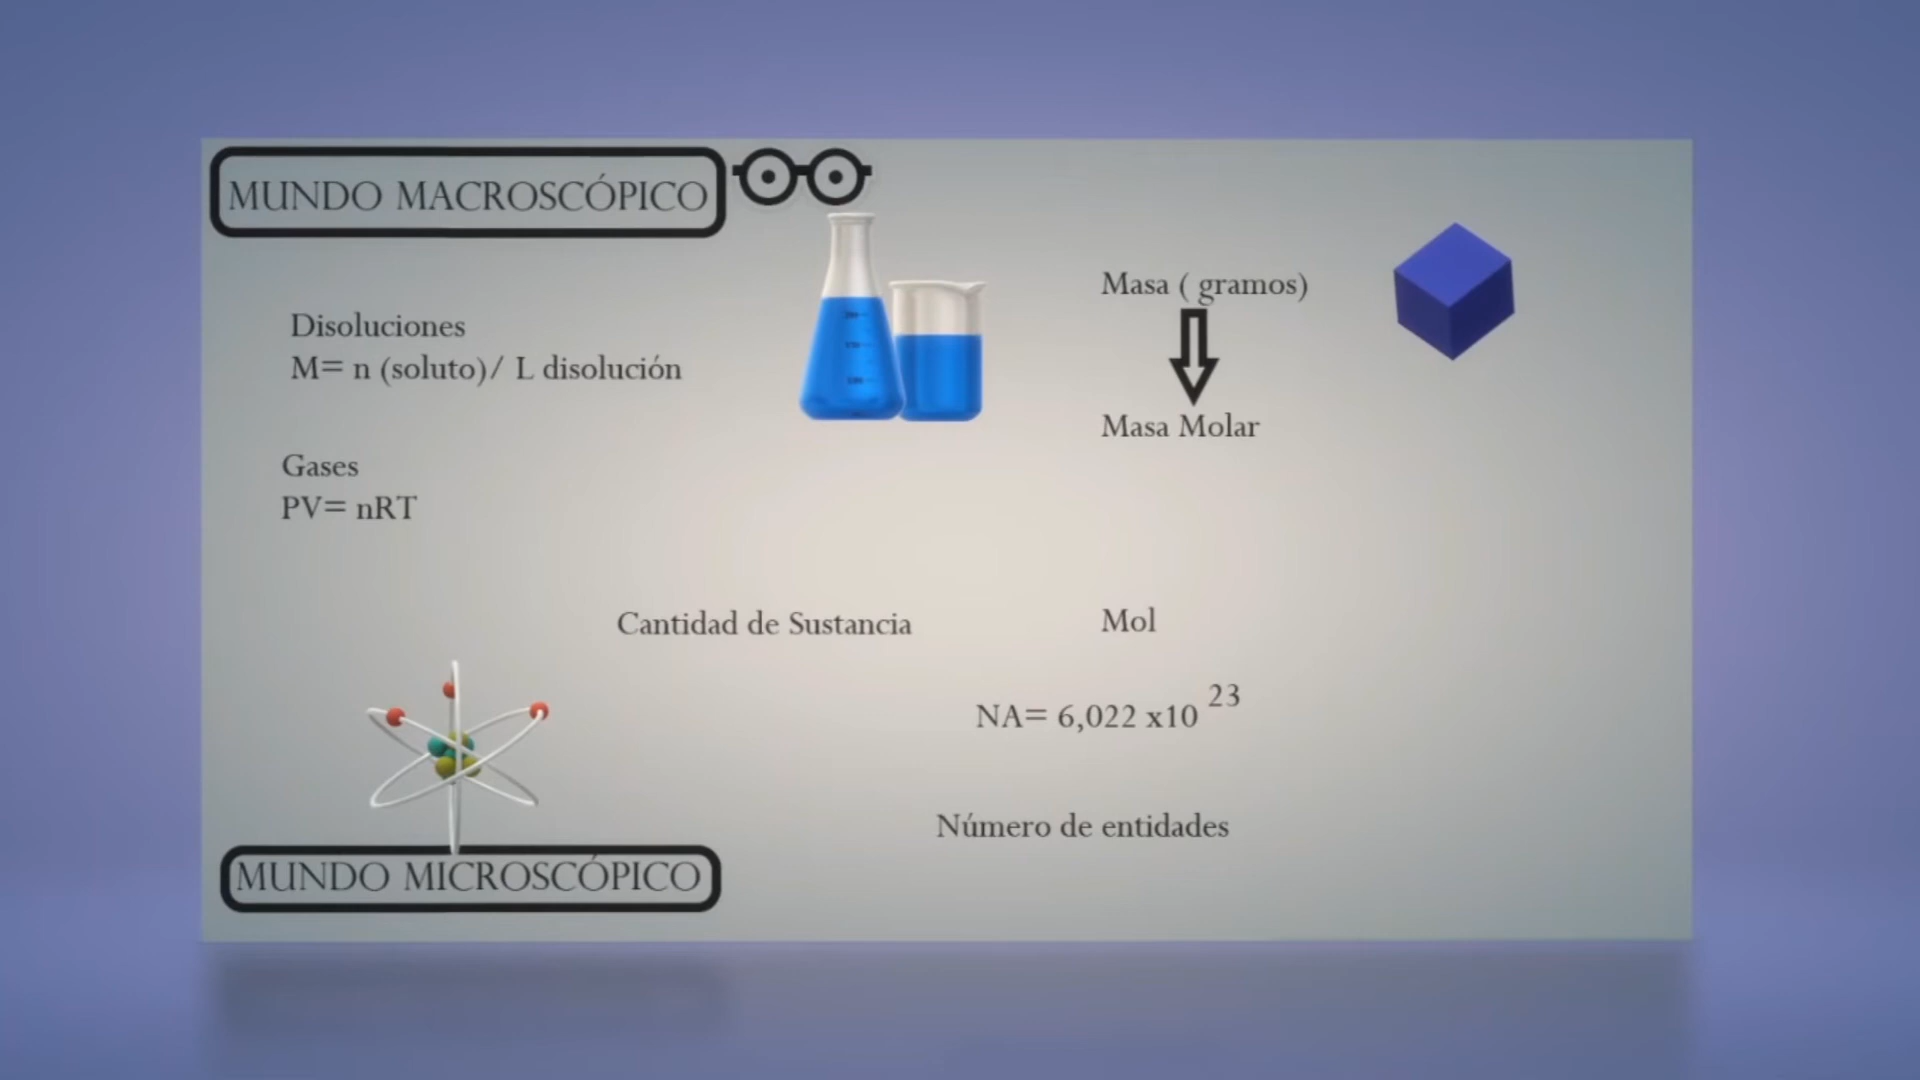 MUNDO MACROSCÓPICO
Disoluciones
M= n (soluto)/ L disolución
Gases
PV= nRT
Masa ( gramos)
Masa Molar
Cantidad de Sustancia
Mol
NA= 6,022 x10 23
Número de entidades
MUNDO MICROSCÓPICO